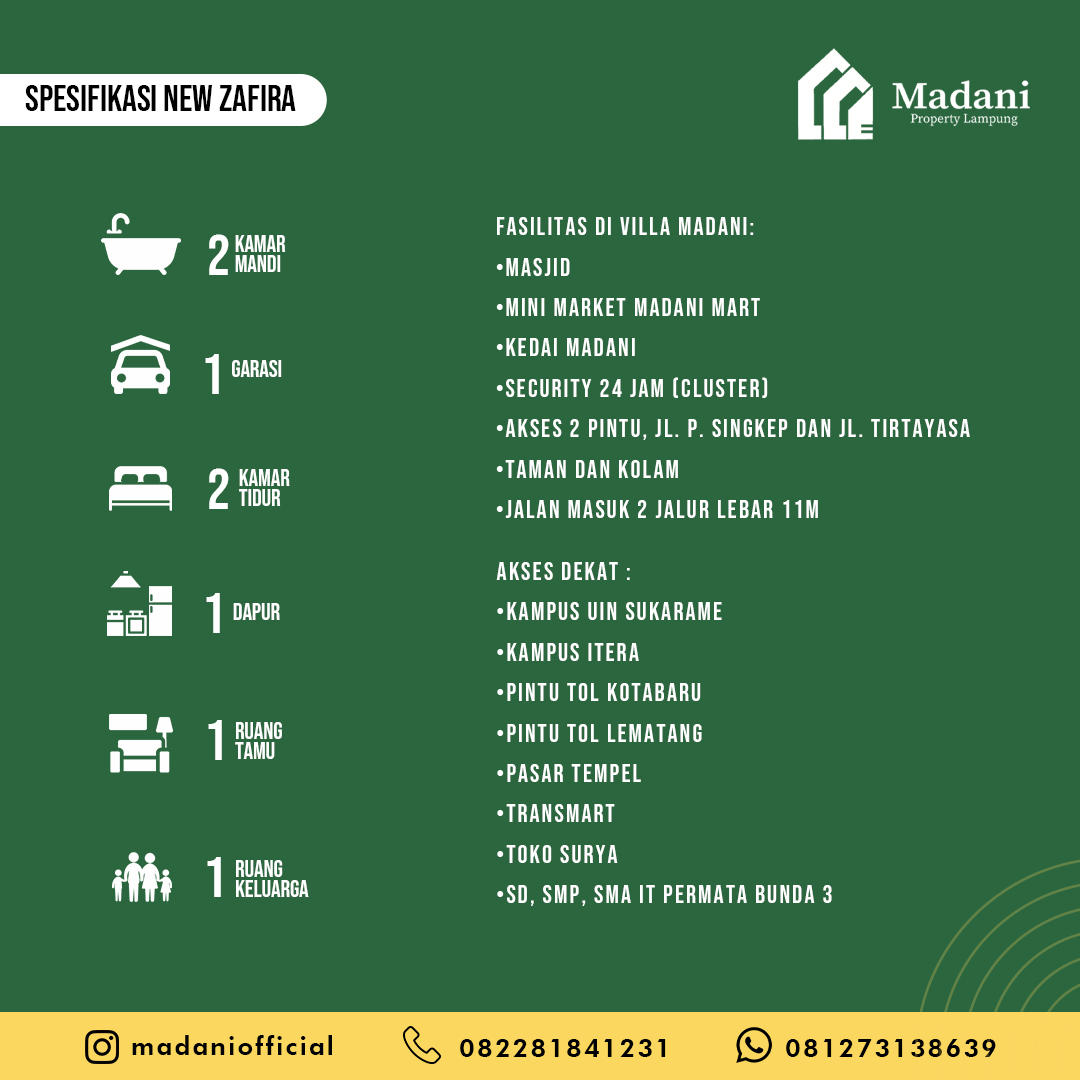 SPESIFIKASI NEW ZAFIRA
Madani
Property Lampung
2 KAMAR
MANDI
1 GARASI
2 KAMAR
TIDUR
1 DAPUR
1 RUANG
TAMU
1 RUANG
KELUARGA
FASILITAS DI VILLA MADANI:
•MASJID
•MINI MARKET MADANI MART
•KEDAI MADANI
•SECURITY 24 JAM (CLUSTER)
•AKSES 2 PINTU, JL. P. SINGKEP DAN JL. TIRTAYASA
•TAMAN DAN KOLAM
•JALAN MASUK 2 JALUR LEBAR 11M
AKSES DEKAT :
•KAMPUS UIN SUKARAME
•KAMPUS ITERA
•PINTU TOL KOTABARU
•PINTU TOL LEMATANG
•PASAR TEMPEL
•TRANSMART
•TOKO SURYA
•SD, SMP, SMA IT PERMATA BUNDA 3
madaniofficial
082281841231
081273138639